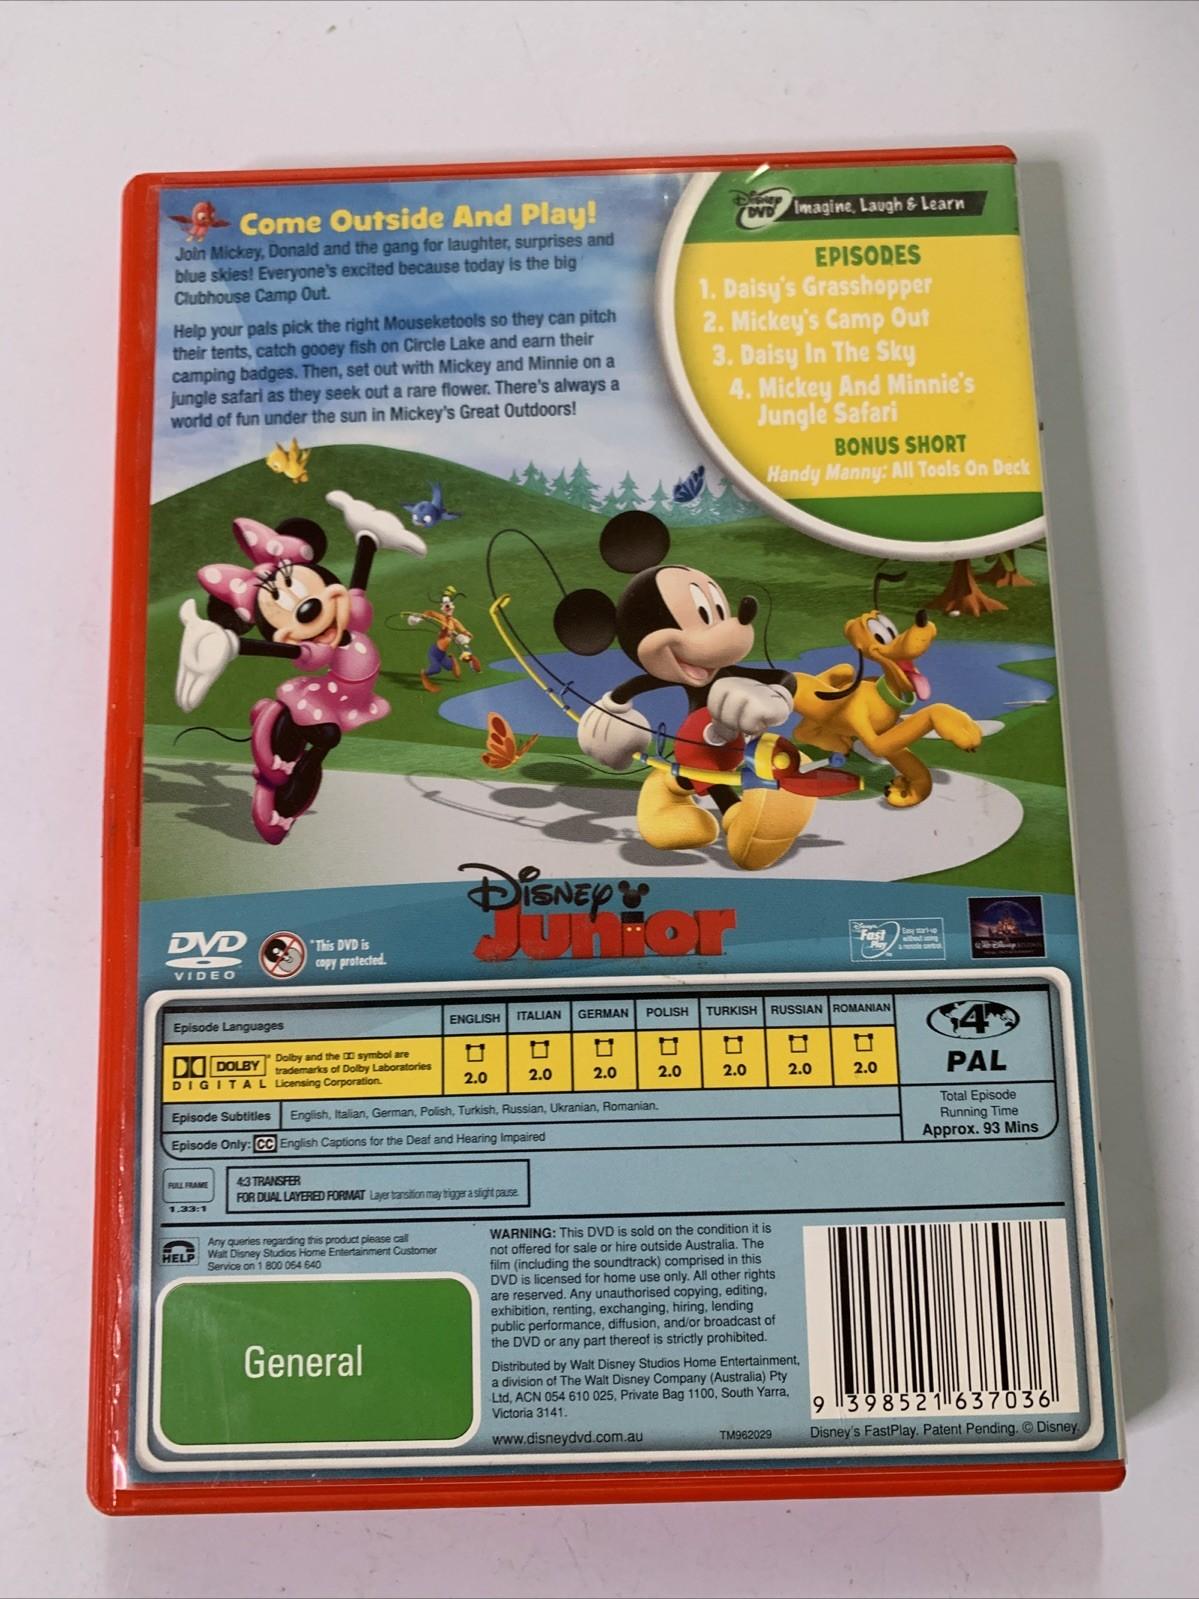 Come Outside And Play!
Join Mickey, Donald and the gang for laughter, surprises and
blue skies! Everyone's excited because today is the big
Clubhouse Camp Out.
Help your pals pick the right Mouseketools so they can pitch
their tents, catch gooey fish on Circle Lake and earn their
camping badges. Then, set out with Mickey and Minnie on a
jungle safari as they seek out a rare flower. There's always a
world of fun under the sun in Mickey's Great Outdoors!
Disney DVD
Imagine, Laugh & Learn
EPISODES
1. Daisy's Grasshopper
2. Mickey's Camp Out
3. Daisy In The Sky
4. Mickey And Minnie's
Jungle Safari
BONUS SHORT
Handy Manny: All Tools On Deck
Disney
Junior
DVD
VIDEO
*This DVD is
copy protected.
Disney's
Fast
Play
Easy start-up
without using
a remote control.
WALT DISNEY STUDIOS
Episode Languages
ENGLISH ITALIAN GERMAN POLISH TURKISH RUSSIAN ROMANIAN
DOLBY
DIGITAL
Dolby and the DD symbol are
trademarks of Dolby Laboratories
Licensing Corporation.
2.0 2.0 2.0 2.0 2.0 2.0 2.0
4
PAL
Total Episode
Running Time
Approx. 93 Mins
Episode Subtitles English, Italian, German, Polish, Turkish, Russian, Ukranian, Romanian.
Episode Only: CC English Captions for the Deaf and Hearing Impaired
FULL FRAME
1.33:1
4:3 TRANSFER
FOR DUAL LAYERED FORMAT Layer transition may trigger a slight pause.
HELP
Any queries regarding this product please call
Walt Disney Studios Home Entertainment Customer
Service on 1 800 054 640
General
WARNING: This DVD is sold on the condition it is
not offered for sale or hire outside Australia. The
film (including the soundtrack) comprised in this
DVD is licensed for home use only. All other rights
are reserved. Any unauthorised copying, editing,
exhibition, renting, exchanging, hiring, lending
public performance, diffusion, and/or broadcast of
the DVD or any part thereof is strictly prohibited.
Distributed by Walt Disney Studios Home Entertainment,
a division of The Walt Disney Company (Australia) Pty
Ltd, ACN 054 610 025, Private Bag 1100, South Yarra,
Victoria 3141.
www.disneydvd.com.au
TM962029
9 398521 637036
Disney's FastPlay. Patent Pending. © Disney.